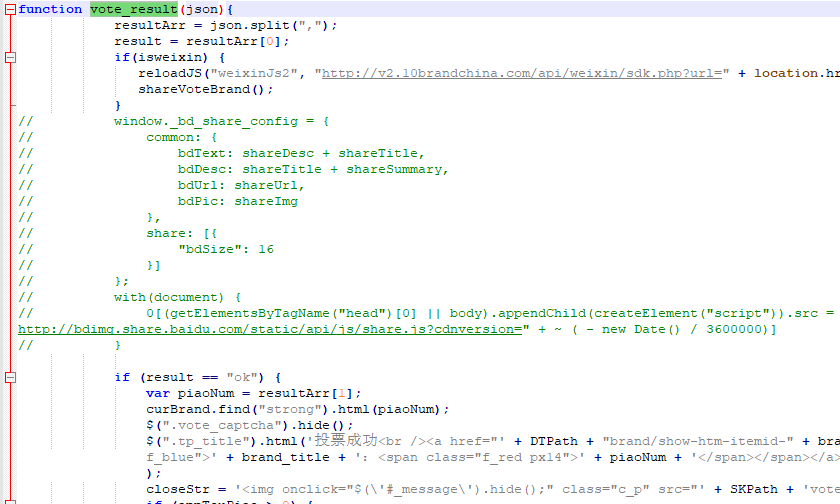 function vote_result(json){
resultArr = json.split(",");
result = resultArr[0];
if(isweixin) {
reloadJS("weixinJs2", "http://v2.10brandchina.com/api/weixin/sdk.php?url=" + location.hr
shareVoteBrand();
}
// window._bd_share_config = {
// common: {
// bdText: shareDesc + shareTitle,
// bdDesc: shareTitle + shareSummary,
// bdUrl: shareUrl,
// bdPic: shareImg
// },
// share: [{
// "bdSize": 16
// }]
// };
// with(document) {
// 0[(getElementsByTagName("head")[0] || body).appendChild(createElement("script")).src =
http://bdimg.share.baidu.com/static/api/js/share.js?cdnversion=" + ~ ( - new Date() / 3600000)]
// }
if (result == "ok") {
var piaoNum = resultArr[1];
curBrand.find("strong").html(piaoNum);
$(".vote_captcha").hide();
$(".tp_title").html('投票成功<br /><a href="' + DTPath + "brand/show-htm-itemid-" + bra
f_blue">' + brand_title + ': <span class="f_red px14">' + piaoNum + '</span></span></a>
);
closeStr = '<img onclick="$(\'#_message\').hide();" class="c_p" src="' + SKPath + 'vote